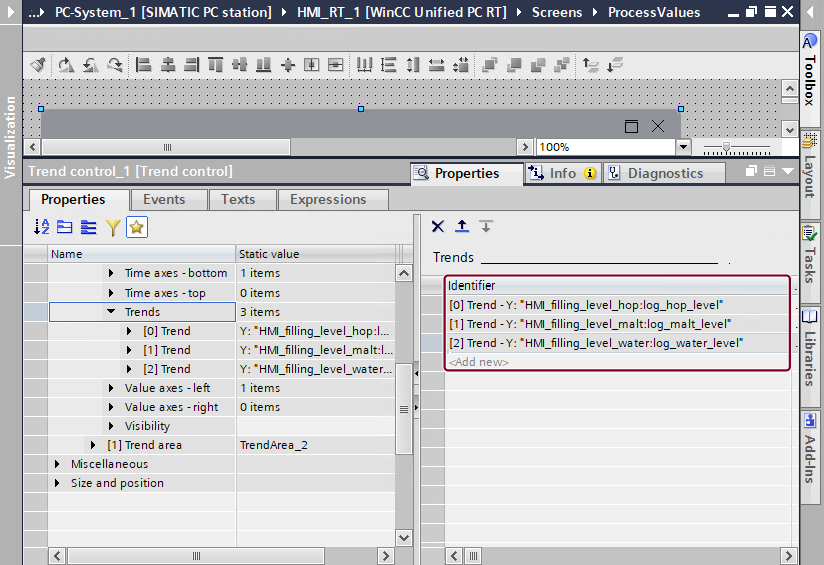 ...▸ PC-System_1 [SIMATIC PC station] ▸ HMI_RT_1 [WinCC Unified PC RT] ▸ Screens ▸ ProcessValues
Visualization
100%
Trend control_1 [Trend control]
Properties
Info
Diagnostics
Properties
Events
Texts
Expressions
Name
Static value
Time axes - bottom
1 items
Time axes - top
0 items
Trends
3 items
[0] Trend
Y: "HMI_filling_level_hop:l...
[1] Trend
Y: "HMI_filling_level_malt:l...
[2] Trend
Y: "HMI_filling_level_water...
Value axes - left
1 items
Value axes - right
0 items
Visibility
[1] Trend area
TrendArea_2
Miscellaneous
Size and position
Trends
Identifier
[0] Trend - Y: "HMI_filling_level_hop:log_hop_level"
[1] Trend - Y: "HMI_filling_level_malt:log_malt_level"
[2] Trend - Y: "HMI_filling_level_water:log_water_level"
<Add new>
Toolbox
Layout
Tasks
Libraries
Add-Ins